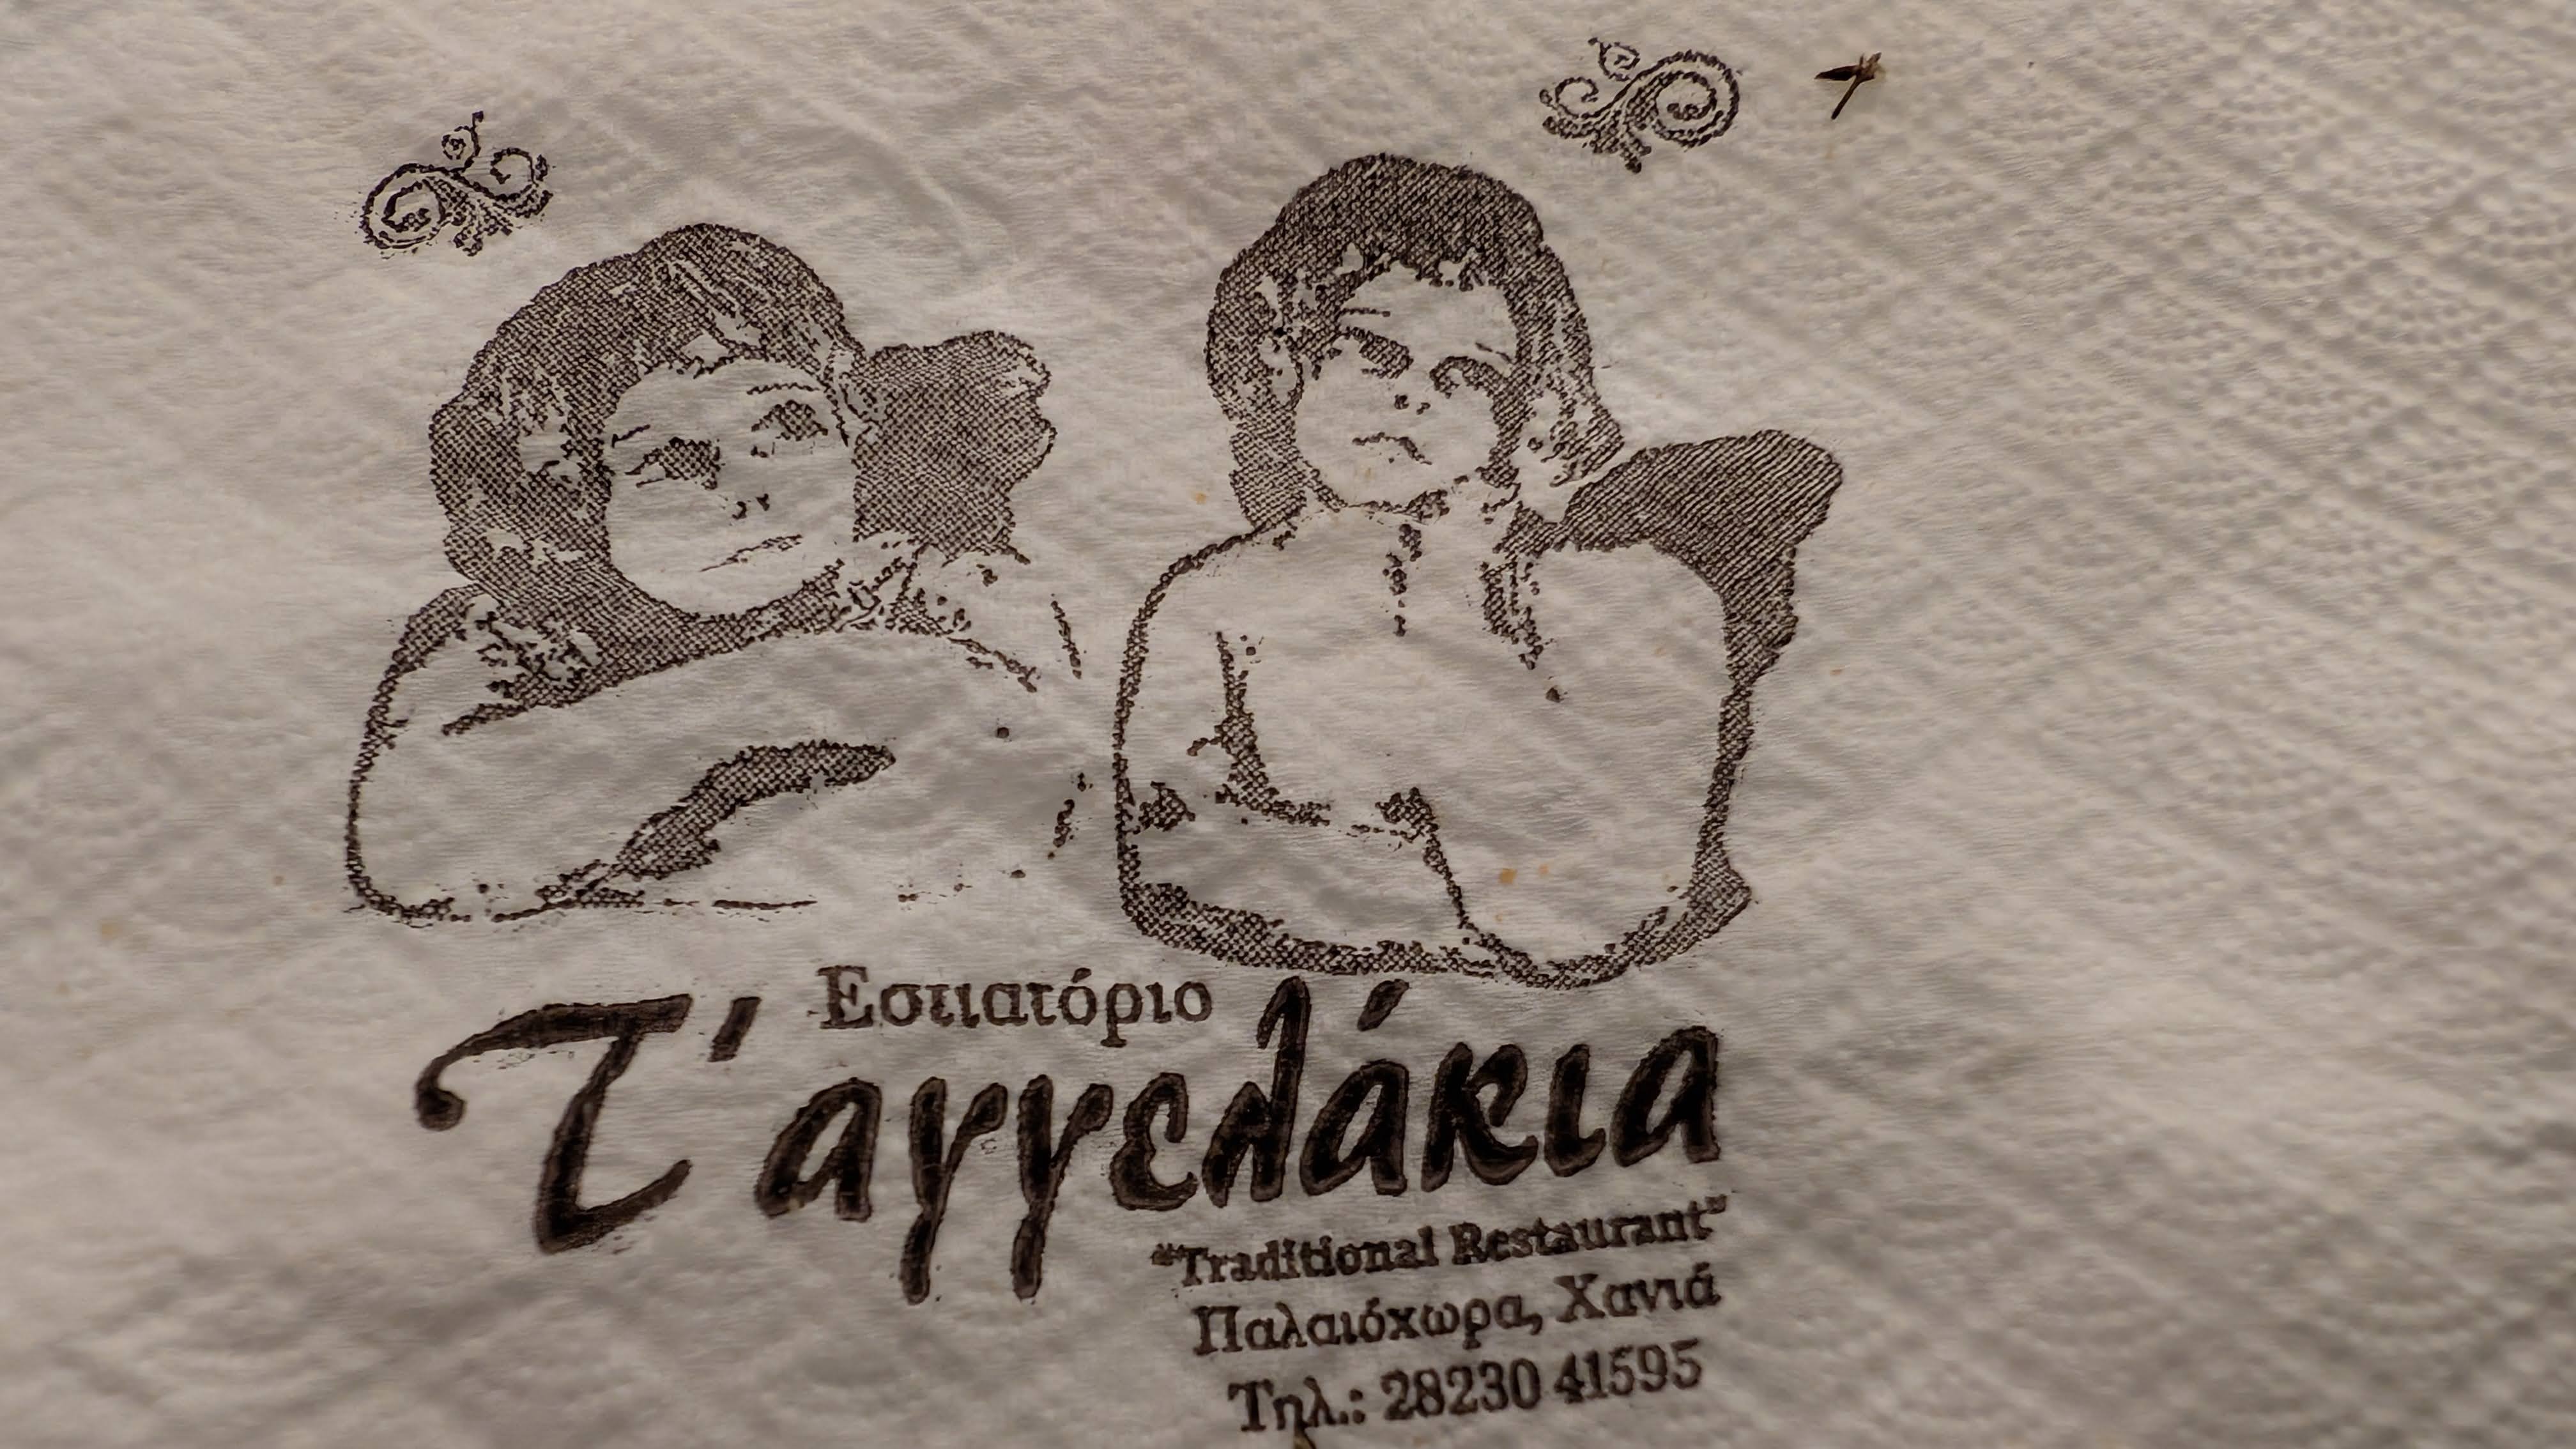 Εστιατόριο
Τ' αγγελάκια
"Traditional Restaurant"
Παλαιόχωρα, Χανιά
Τηλ.: 28230 41595